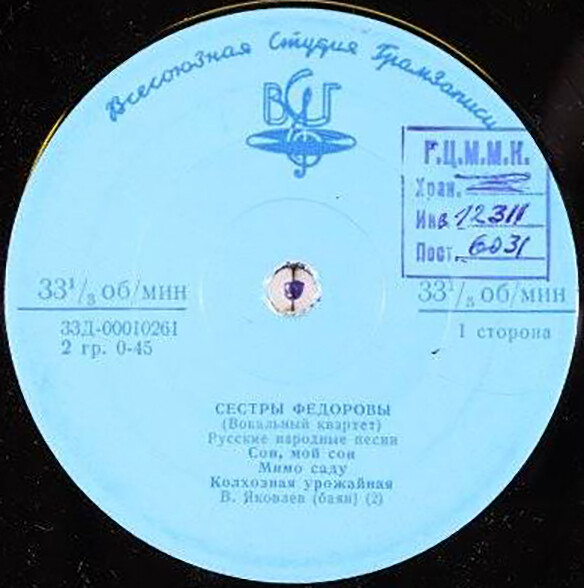 Всесоюзная Студия Грамзаписи
ВСГ
Г.Ц.М.М.К.
Хран.
Инв. 12311
Пост. 6031
33⅓ об/мин
33⅓ об/мин
33Д-00010261
1 сторона
2 гр. 0-45
СЕСТРЫ ФЕДОРОВЫ
(Вокальный квартет)
Русские народные песни
Сон, мой сон
Мимо саду
Колхозная урожайная
В. Яковлев (баян) (2)